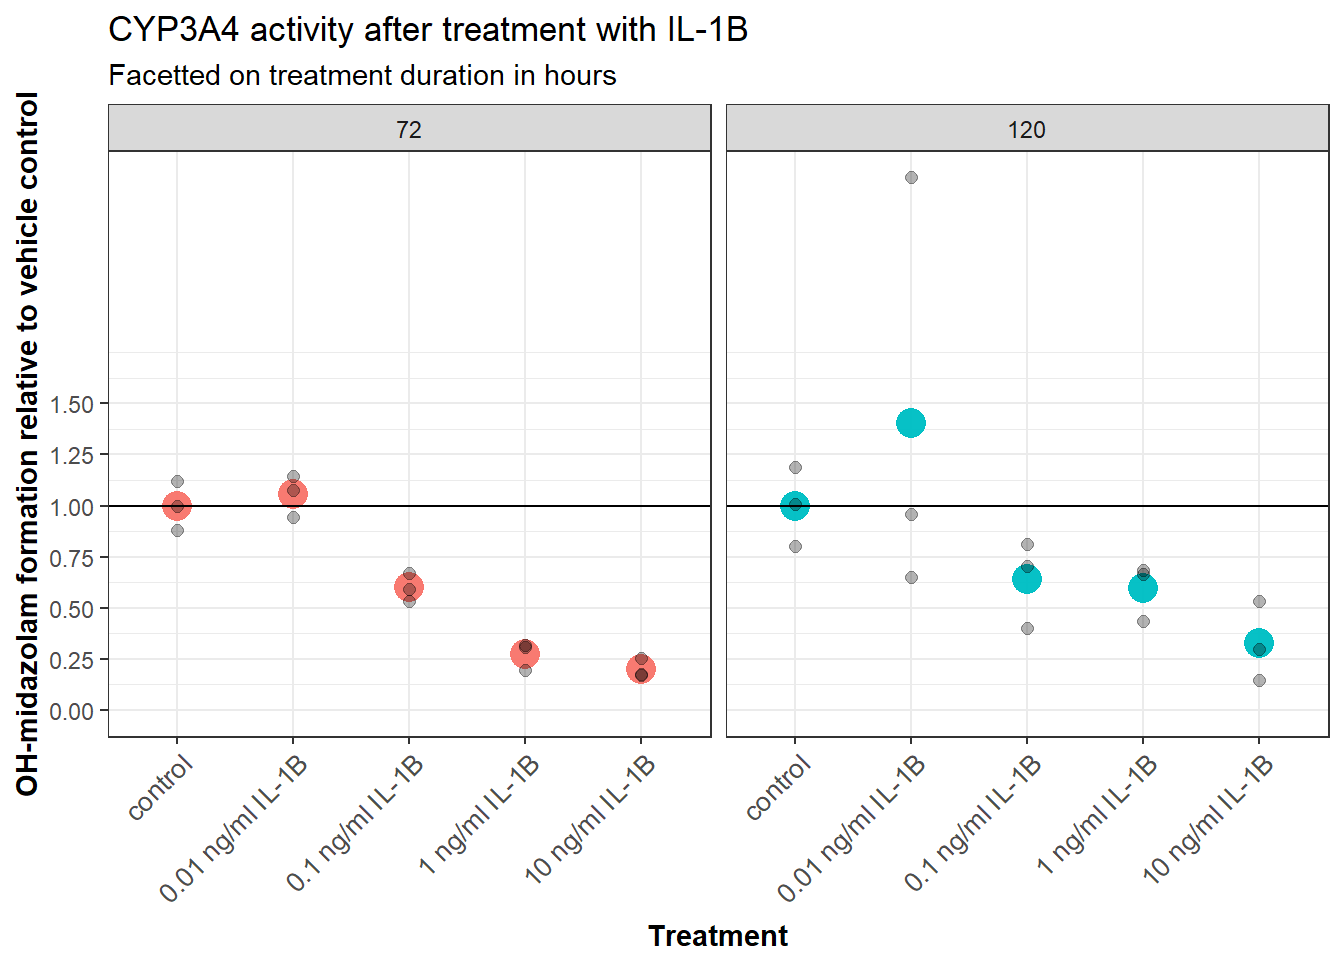 CYP3A4 activity after treatment with IL-1B
Facetted on treatment duration in hours
72
120
OH-midazolam formation relative to vehicle control
1.50
1.25
1.00
0.75
0.50
0.25
0.00
control
0.01 ng/ml IL-1B
0.1 ng/ml IL-1B
1 ng/ml IL-1B
10 ng/ml IL-1B
control
0.01 ng/ml IL-1B
0.1 ng/ml IL-1B
1 ng/ml IL-1B
10 ng/ml IL-1B
Treatment